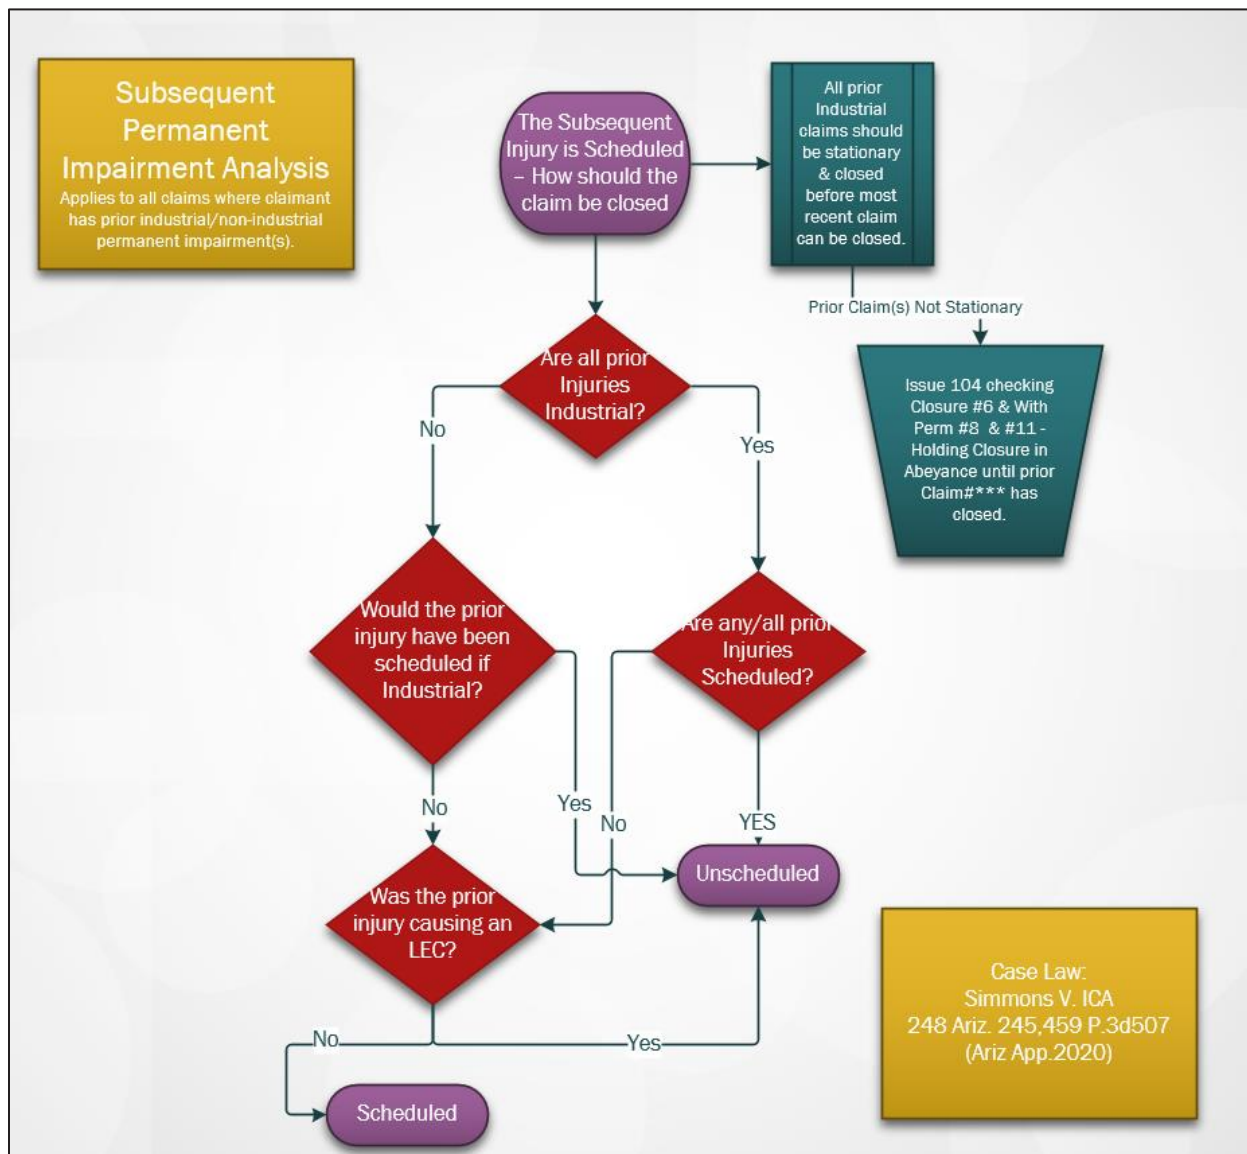 Subsequent
Permanent
Impairment Analysis
Applies to all claims where claimant
has prior industrial/non-industrial
permanent impairment(s).
The Subsequent
Injury is Scheduled
– How should the
claim be closed
All prior
Industrial
claims should
be stationary
& closed
before most
recent claim
can be closed.
Prior Claim(s) Not Stationary
Issue 104 checking
Closure #6 & With
Perm #8 & #11 -
Holding Closure in
Abeyance until prior
Claim#*** has
closed.
Are all prior
Injuries
Industrial?
No
Yes
Would the prior
injury have been
scheduled if
Industrial?
Are any/all prior
Injuries
Scheduled?
No
Yes
No
YES
Unscheduled
Was the prior
injury causing an
LEC?
No
Yes
Scheduled
Case Law:
Simmons V. ICA
248 Ariz. 245,459 P.3d507
(Ariz App.2020)